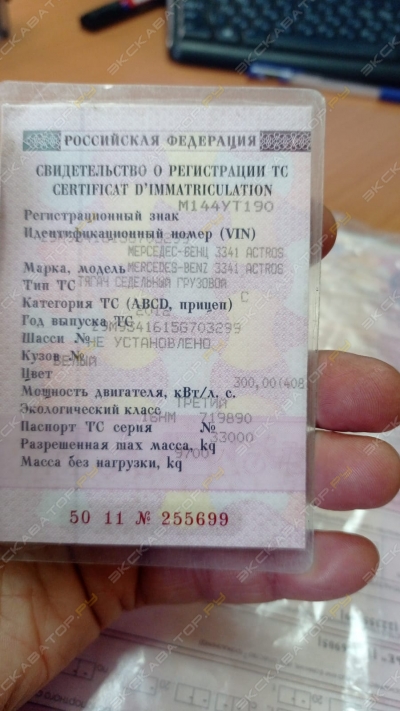 РОССИЙСКАЯ ФЕДЕРАЦИЯ
СВИДЕТЕЛЬСТВО О РЕГИСТРАЦИИ ТС
CERTIFICAT D'IMMATRICULATION
М144УТ190
Регистрационный знак
Идентификационный номер (VIN)
МЕРСЕДЕС-БЕНЦ 3341 ACTROS
Марка, модель MERCEDES-BENZ 3341 ACTROS
Тип ТС ТЯГАЧ СЕДЕЛЬНЫЙ ГРУЗОВОЙ
Категория ТС (ABCD, прицеп) С
Год выпуска ТС
Шасси №
НЕ УСТАНОВЛЕНО
Кузов №
БЕЛЫЙ
Цвет
300,00(408
Мощность двигателя, кВт/л. с.
ТРЕТИЙ
Экологический класс
719890
Паспорт ТС серия №
33000
Разрешенная max масса, kg
9700
Масса без нагрузки, kg
50 11 № 255699
ЭКСКАВАТОР.РУ